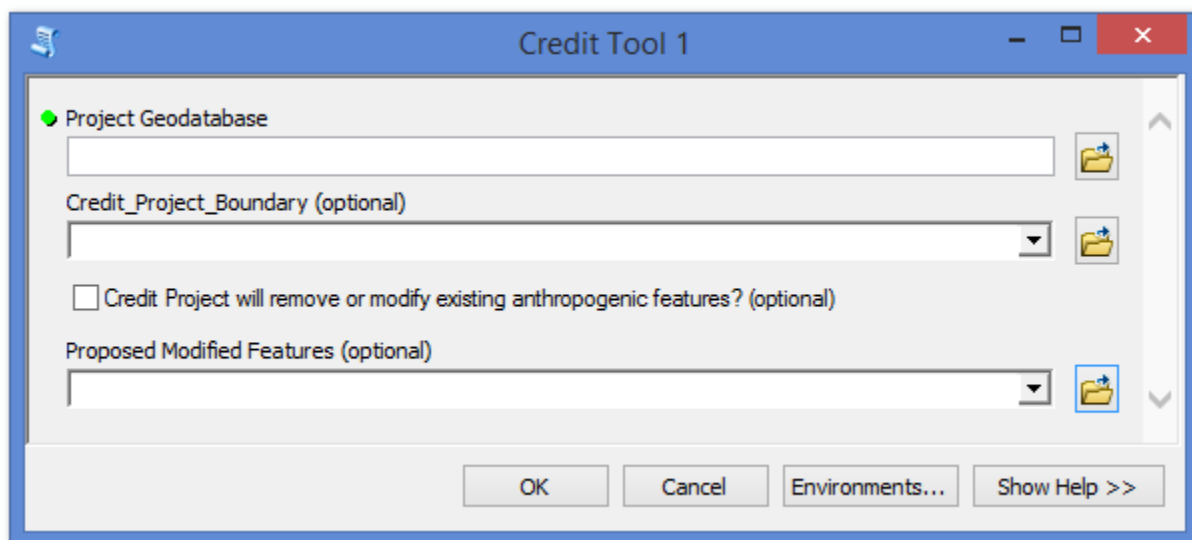 Credit Tool 1
Project Geodatabase
Credit_Project_Boundary (optional)
Credit Project will remove or modify existing anthropogenic features? (optional)
Proposed Modified Features (optional)
OK Cancel Environments... Show Help >>